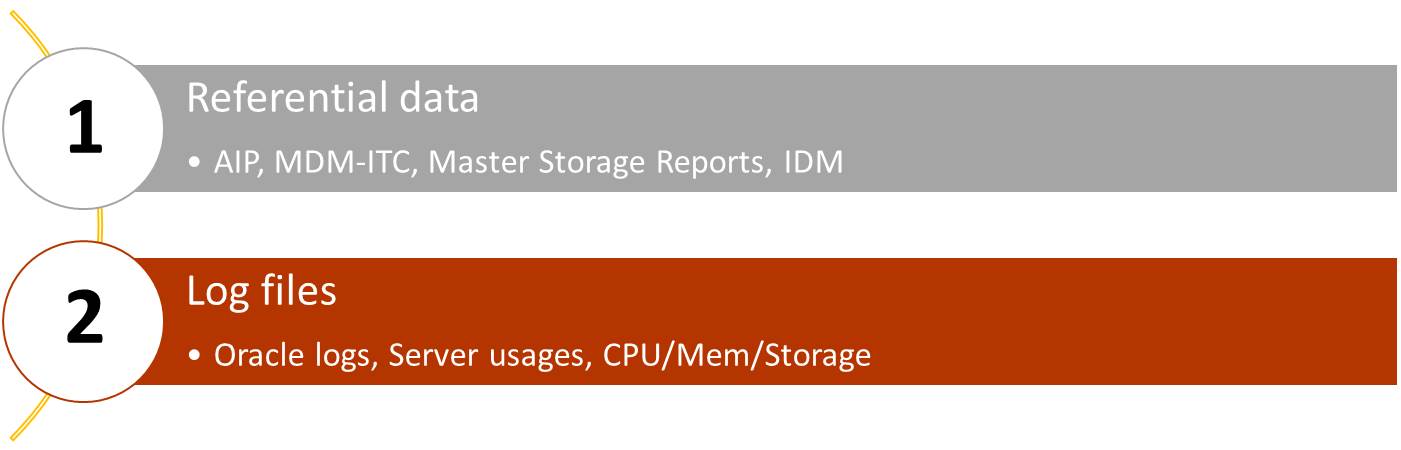 1
Referential data
• AIP, MDM-ITC, Master Storage Reports, IDM
2
Log files
• Oracle logs, Server usages, CPU/Mem/Storage